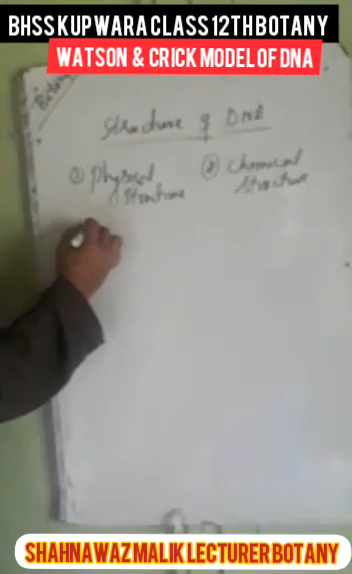 BHSS KUPWARA CLASS 12TH BOTANY
WATSON & CRICK MODEL OF DNA
Botany
Structure of DNA
① Physical
Structure
② Chemical
Structure
SHAHNAWAZ MALIK LECTURER BOTANY